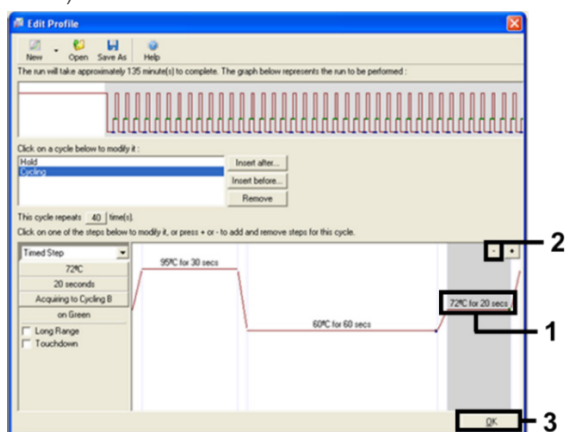 Edit Profile
New Open Save As Help
The run will take approximately 135 minute(s) to complete. The graph below represents the run to be performed :
Click on a cycle below to modify it :
Hold
Cycling
Insert after...
Insert before...
Remove
This cycle repeats 40 time(s).
Click on one of the steps below to modify it, or press + or - to add and remove steps for this cycle.
Timed Step
- +
2
72ºC
95ºC for 30 secs
20 seconds
72ºC for 20 secs
Acquiring to Cycling B
on Green
60ºC for 60 secs
1
Long Range
Touchdown
OK
3